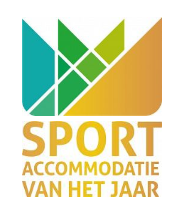 SPORT
ACCOMMODATIE
VAN HET JAAR